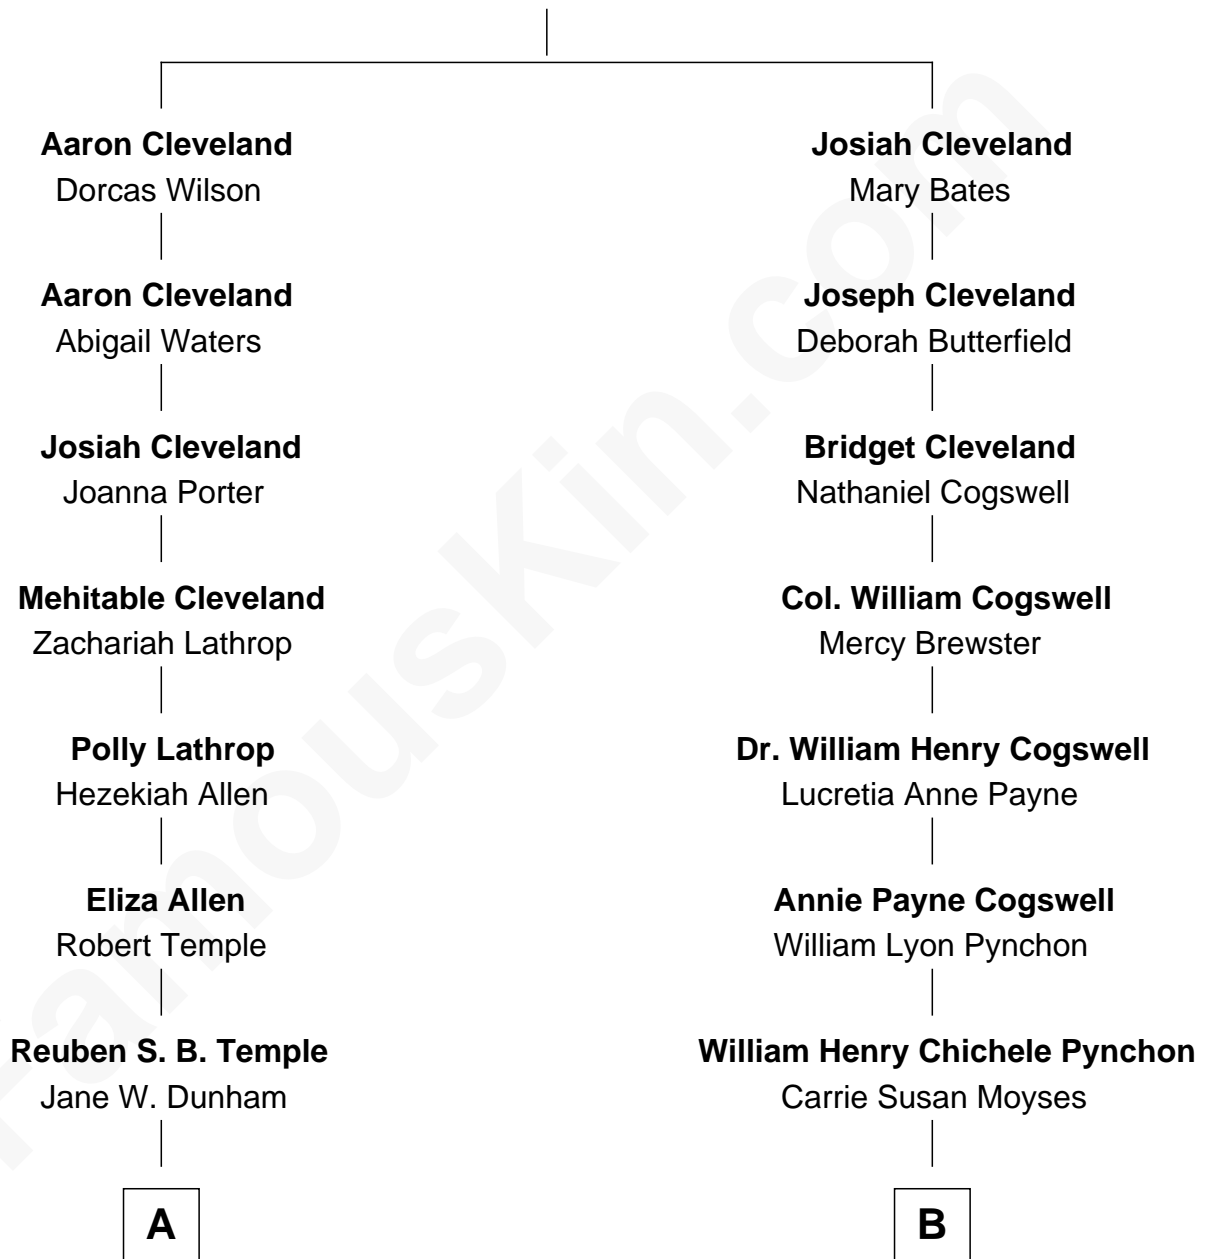 Aaron Cleveland
Dorcas Wilson
Aaron Cleveland
Abigail Waters
Josiah Cleveland
Joanna Porter
Mehitable Cleveland
Zachariah Lathrop
Polly Lathrop
Hezekiah Allen
Eliza Allen
Robert Temple
Reuben S. B. Temple
Jane W. Dunham
A
Josiah Cleveland
Mary Bates
Joseph Cleveland
Deborah Butterfield
Bridget Cleveland
Nathaniel Cogswell
Col. William Cogswell
Mercy Brewster
Dr. William Henry Cogswell
Lucretia Anne Payne
Annie Payne Cogswell
William Lyon Pynchon
William Henry Chichele Pynchon
Carrie Susan Moyses
B
FamousKin.com